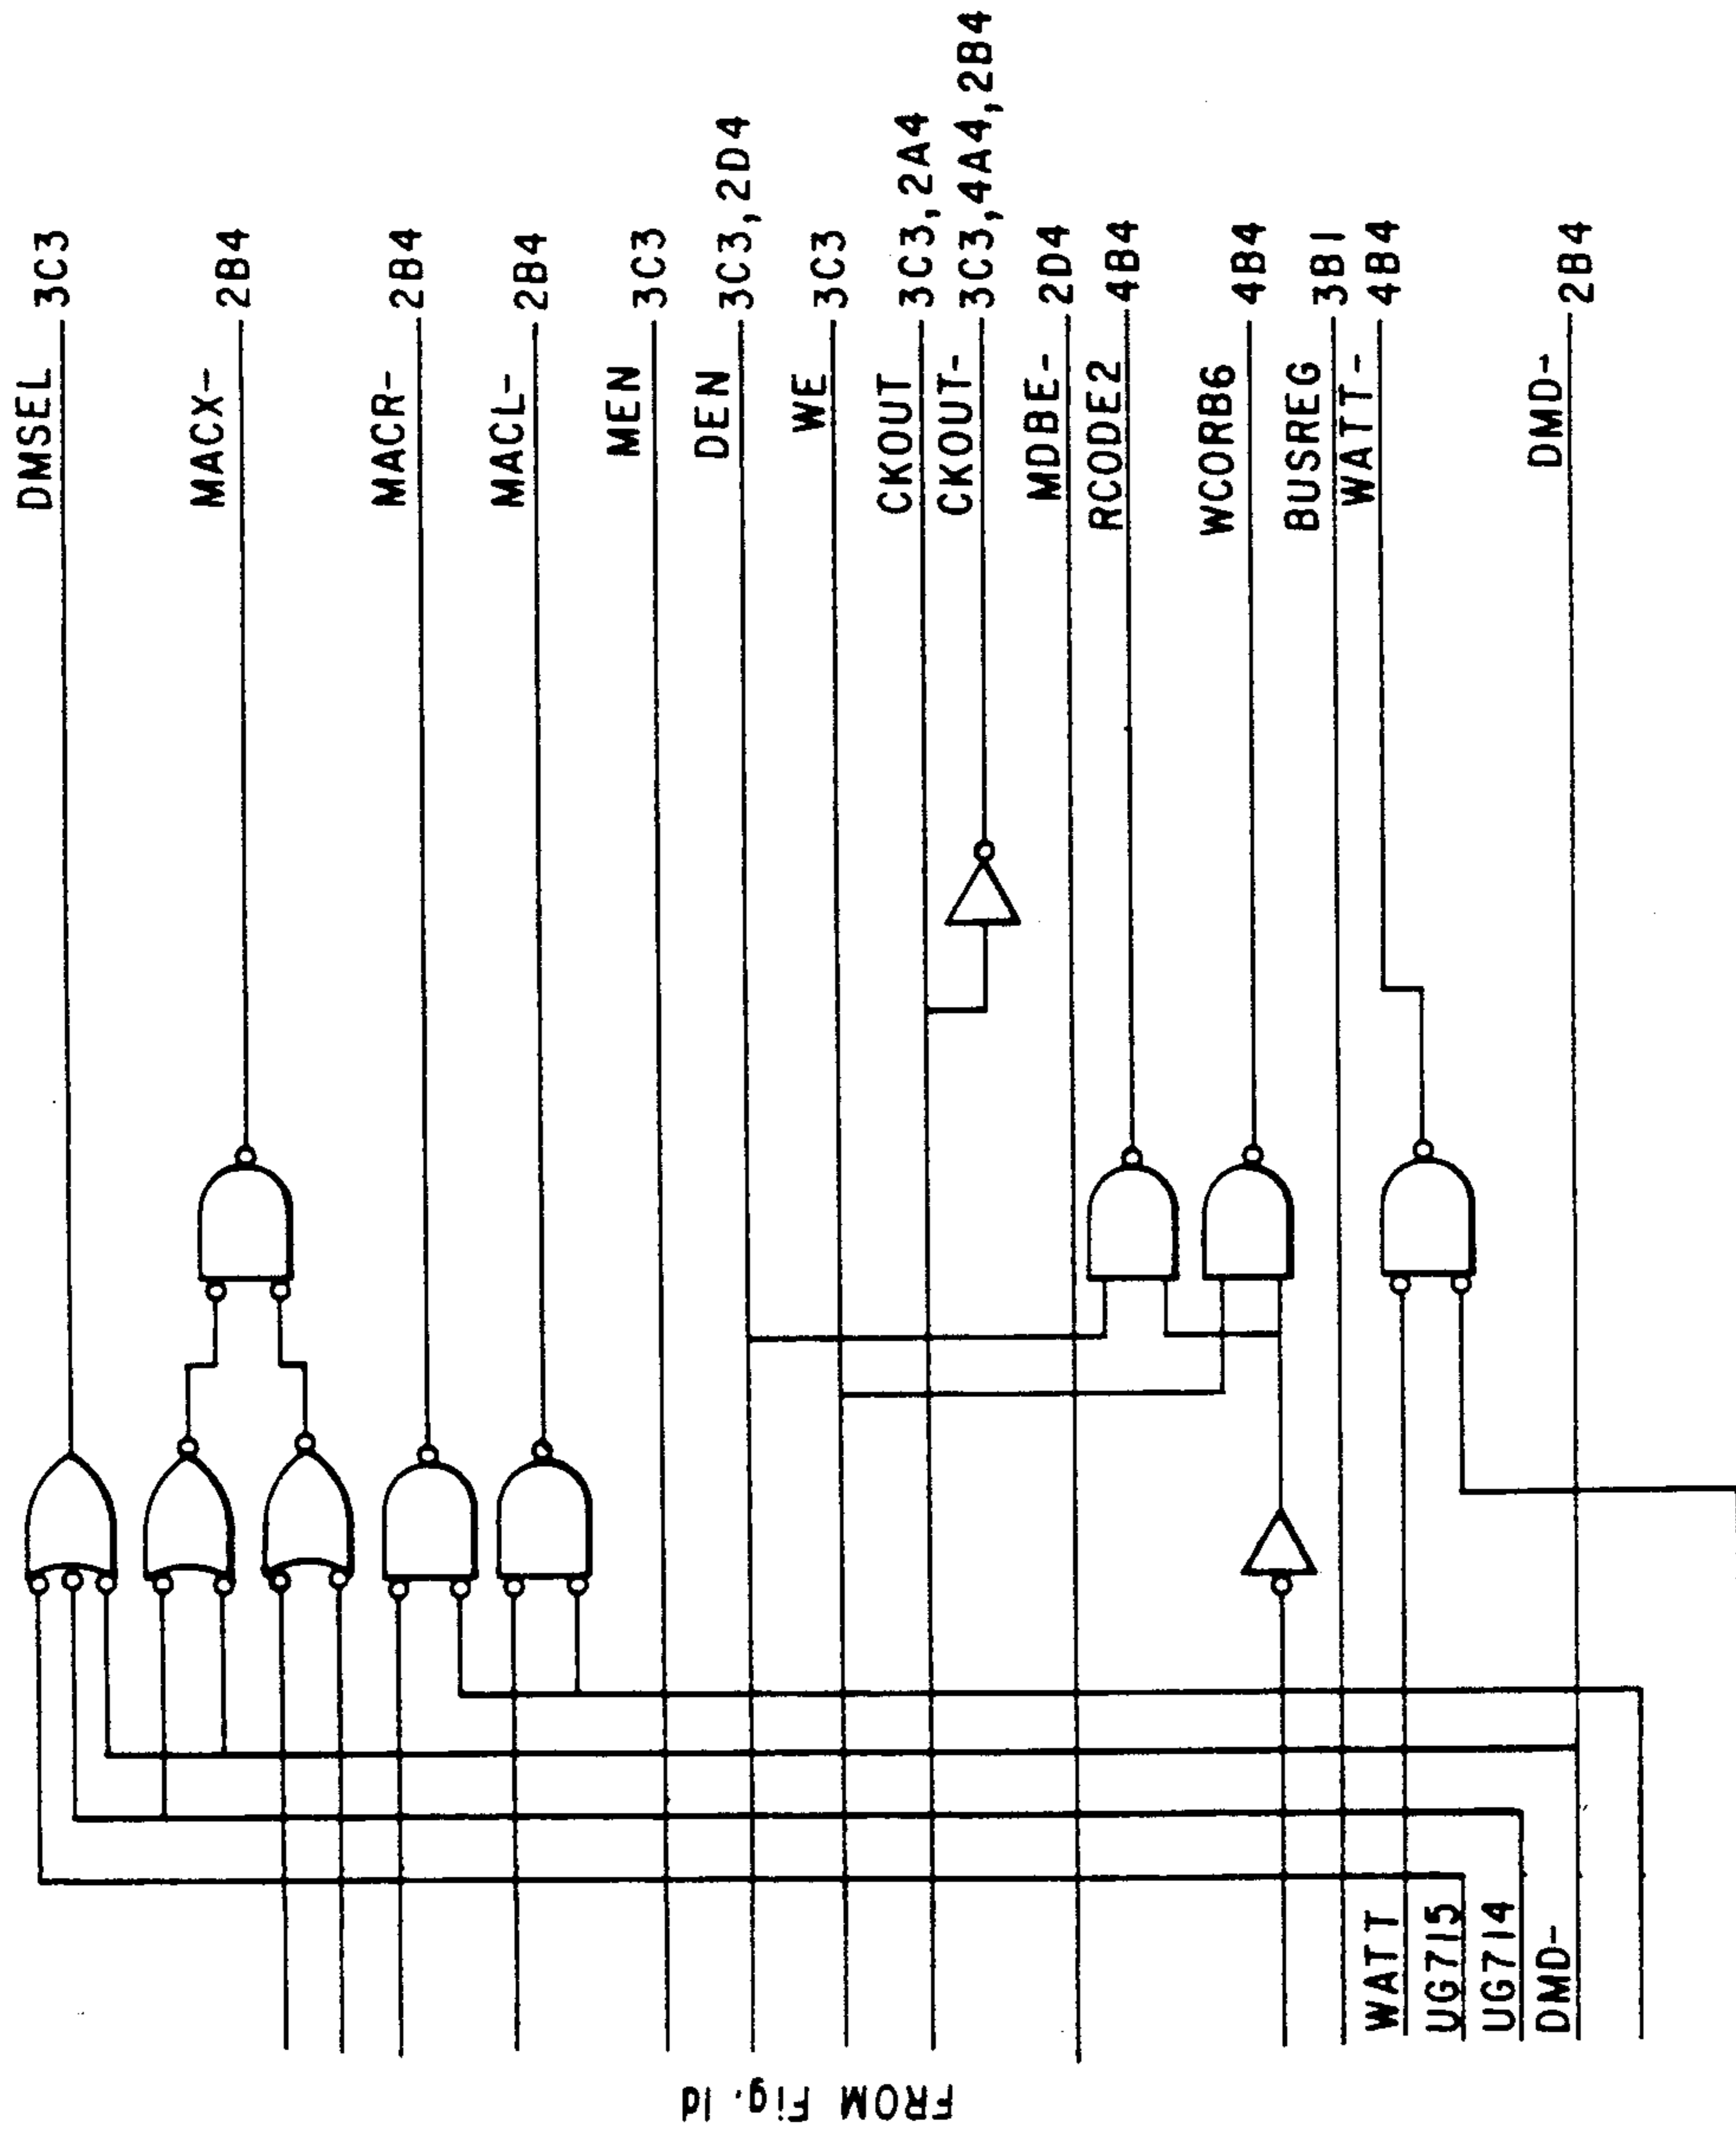 DMSEL 3C3
MACX- 2B4
MACR- 2B4
MACL- 2B4
MEN 3C3
DEN 3C3,2D4
WE 3C3
CKOUT 3C3,2A4
CKOUT- 3C3,4A4,2B4
MDBE- 2D4
RCODE2 4B4
WCORB6 4B4
BUSREG 3B1
WATT- 4B4
DMD- 2B4
WATT
UG715
UG714
DMD-
FROM Fig. 1d